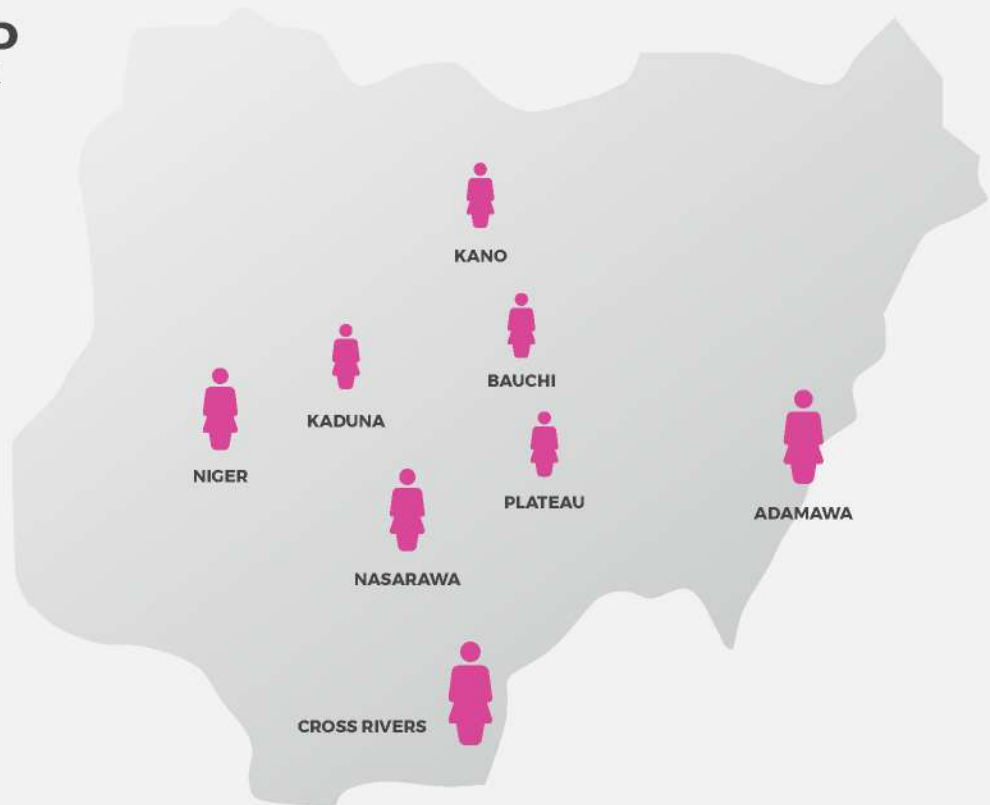 P
KANO
BAUCHI
KADUNA
NIGER
PLATEAU
ADAMAWA
NASARAWA
CROSS RIVERS